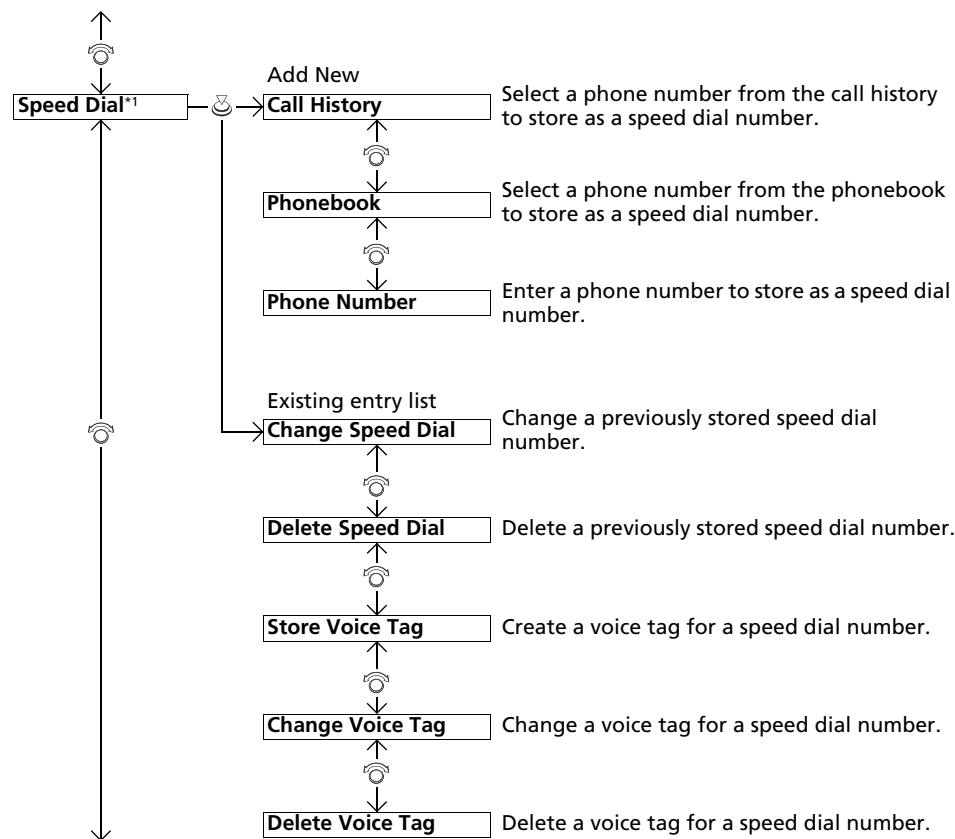 Add New
Speed Dial*1
Call History
Select a phone number from the call history
to store as a speed dial number.
Phonebook
Select a phone number from the phonebook
to store as a speed dial number.
Phone Number
Enter a phone number to store as a speed dial
number.
Existing entry list
Change Speed Dial
Change a previously stored speed dial
number.
Delete Speed Dial
Delete a previously stored speed dial number.
Store Voice Tag
Create a voice tag for a speed dial number.
Change Voice Tag
Change a voice tag for a speed dial number.
Delete Voice Tag
Delete a voice tag for a speed dial number.